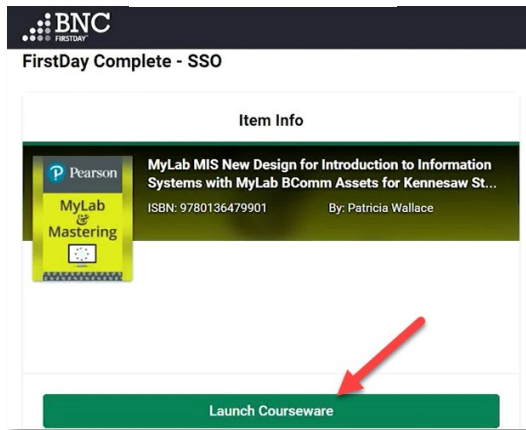 BNC
FIRSTDAY
FirstDay Complete - SSO
Item Info
Pearson
MyLab
&
Mastering
MyLab MIS New Design for Introduction to Information
Systems with MyLab BComm Assets for Kennesaw St...
ISBN: 9780136479901 By: Patricia Wallace
Launch Courseware